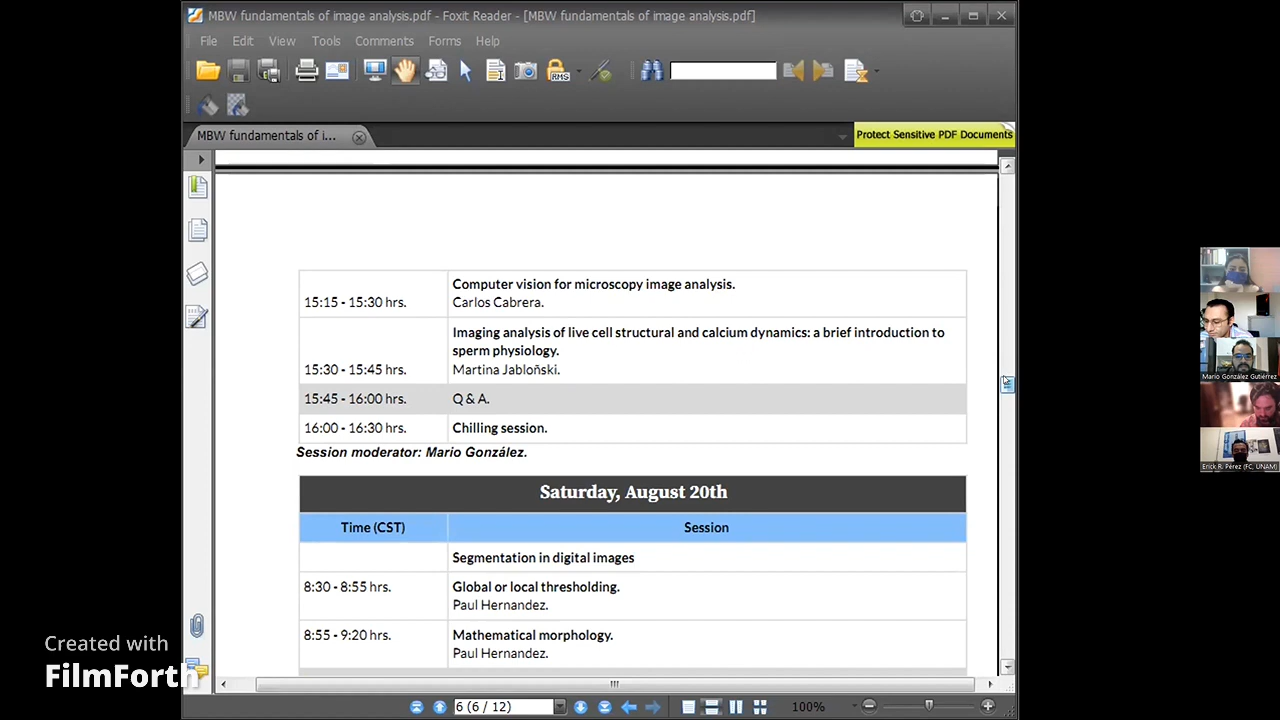 MBW fundamentals of image analysis.pdf - Foxit Reader - [MBW fundamentals of image analysis.pdf]
File Edit View Tools Comments Forms Help
RMS
MBW fundamentals of i...
Protect Sensitive PDF Documents
15:15 - 15:30 hrs.
Computer vision for microscopy image analysis.
Carlos Cabrera.
15:30 - 15:45 hrs.
Imaging analysis of live cell structural and calcium dynamics: a brief introduction to
sperm physiology.
Martina Jabloňski.
15:45 - 16:00 hrs.
Q & A.
16:00 - 16:30 hrs.
Chilling session.
Session moderator: Mario González.
Saturday, August 20th
Time (CST)
Session
Segmentation in digital images
8:30 - 8:55 hrs.
Global or local thresholding.
Paul Hernandez.
8:55 - 9:20 hrs.
Mathematical morphology.
Paul Hernandez.
6 (6 / 12)
100%
Mario González Gutiérrez
Erick R. Pérez (FC, UNAM)
Created with
FilmForth